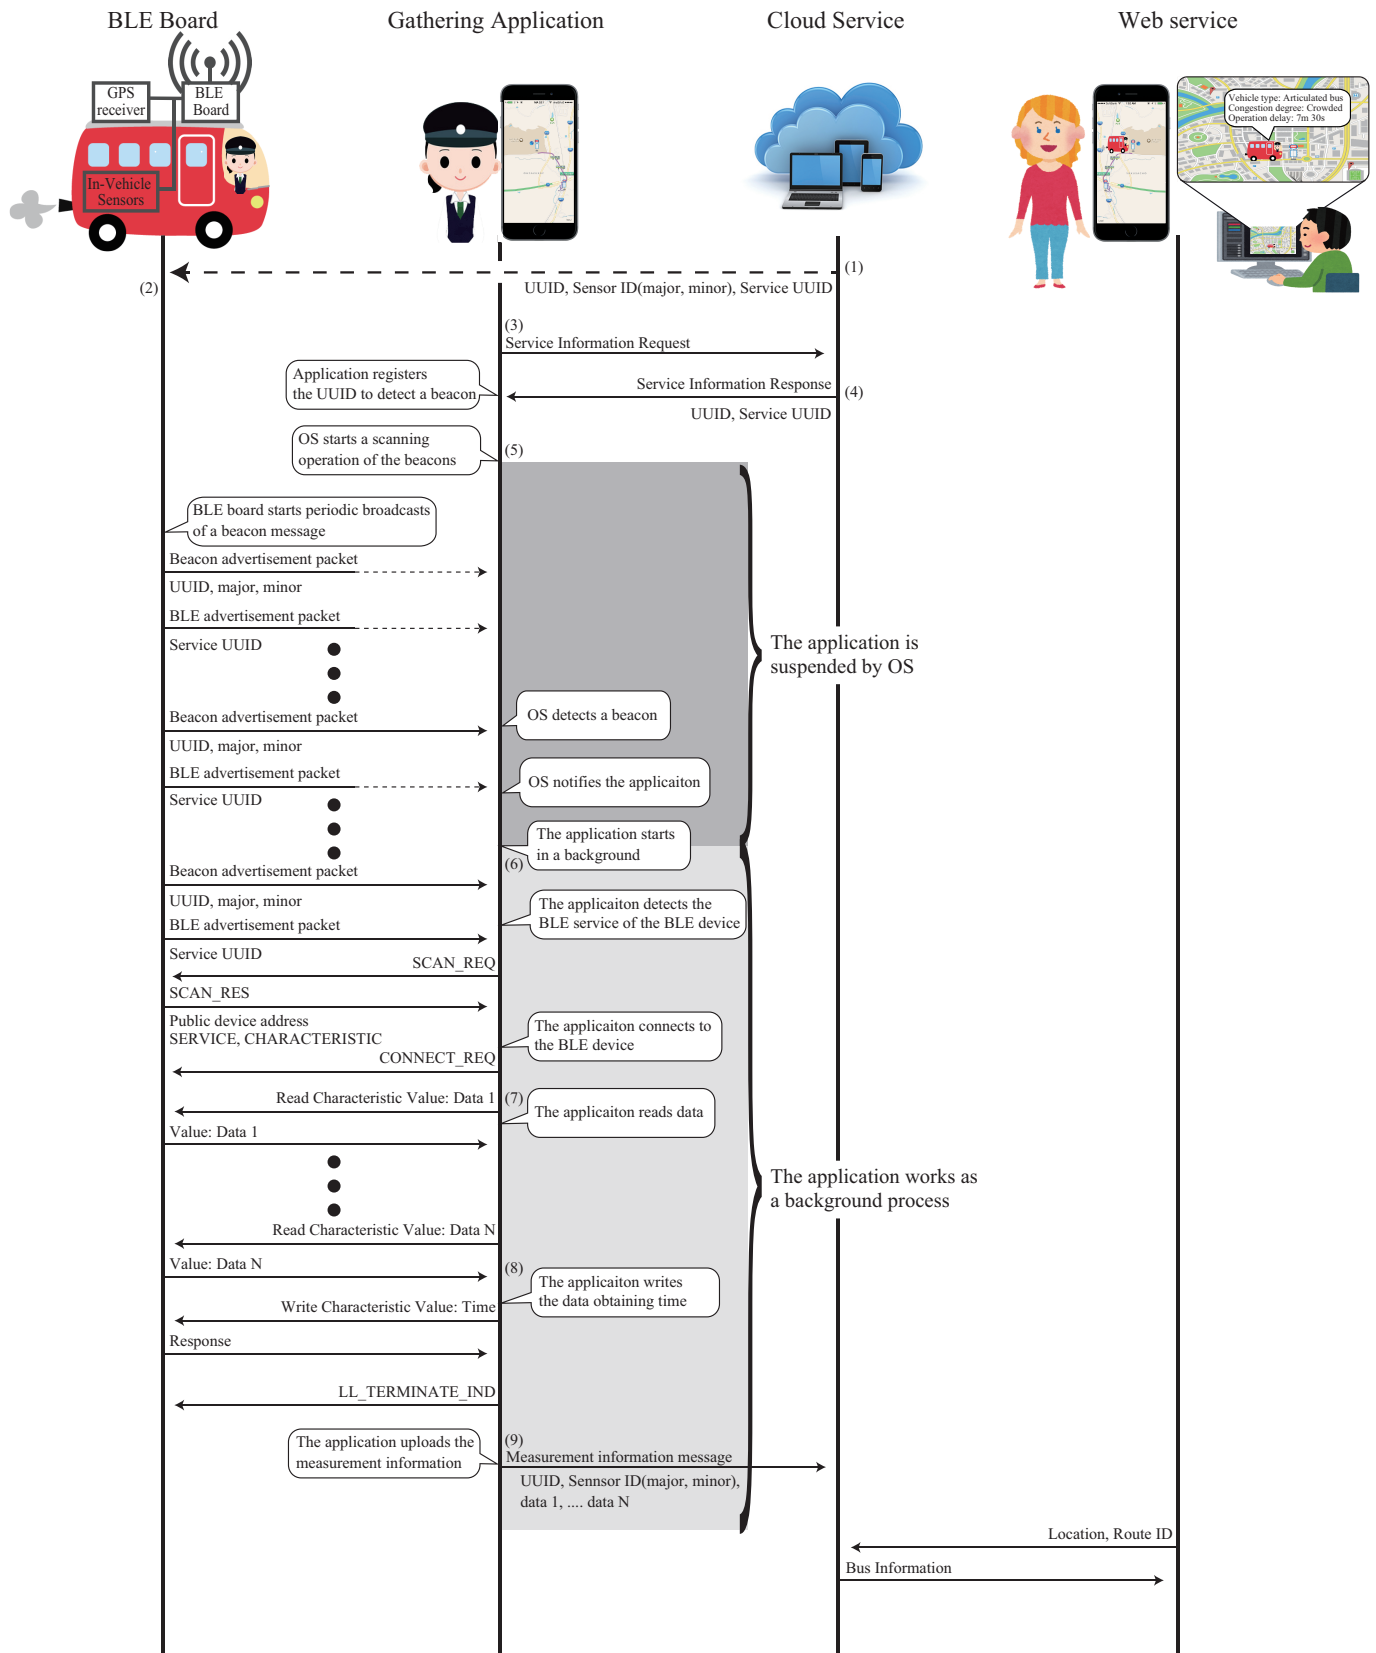 BLE Board
Gathering Application
Cloud Service
Web service
GPS
receiver
BLE
Board
In-Vehicle
Sensors
Vehicle type: Articulated bus
Congestion degree: Crowded
Operation delay: 7m 30s
(1)
(2)
UUID, Sensor ID(major, minor), Service UUID
(3)
Service Information Request
Application registers
the UUID to detect a beacon
Service Information Response
(4)
UUID, Service UUID
OS starts a scanning
operation of the beacons
(5)
BLE board starts periodic broadcasts
of a beacon message
Beacon advertisement packet
UUID, major, minor
BLE advertisement packet
Service UUID
The application is
suspended by OS
Beacon advertisement packet
OS detects a beacon
UUID, major, minor
BLE advertisement packet
OS notifies the applicaiton
Service UUID
The application starts
in a background
(6)
Beacon advertisement packet
UUID, major, minor
The applicaiton detects the
BLE service of the BLE device
BLE advertisement packet
Service UUID
SCAN_REQ
SCAN_RES
Public device address
SERVICE, CHARACTERISTIC
The applicaiton connects to
the BLE device
CONNECT_REQ
Read Characteristic Value: Data 1
(7)
The applicaiton reads data
Value: Data 1
The application works as
a background process
Read Characteristic Value: Data N
Value: Data N
(8)
The applicaiton writes
the data obtaining time
Write Characteristic Value: Time
Response
LL_TERMINATE_IND
The application uploads the
measurement information
(9)
Measurement information message
UUID, Sennsor ID(major, minor),
data 1, .... data N
Location, Route ID
Bus Information